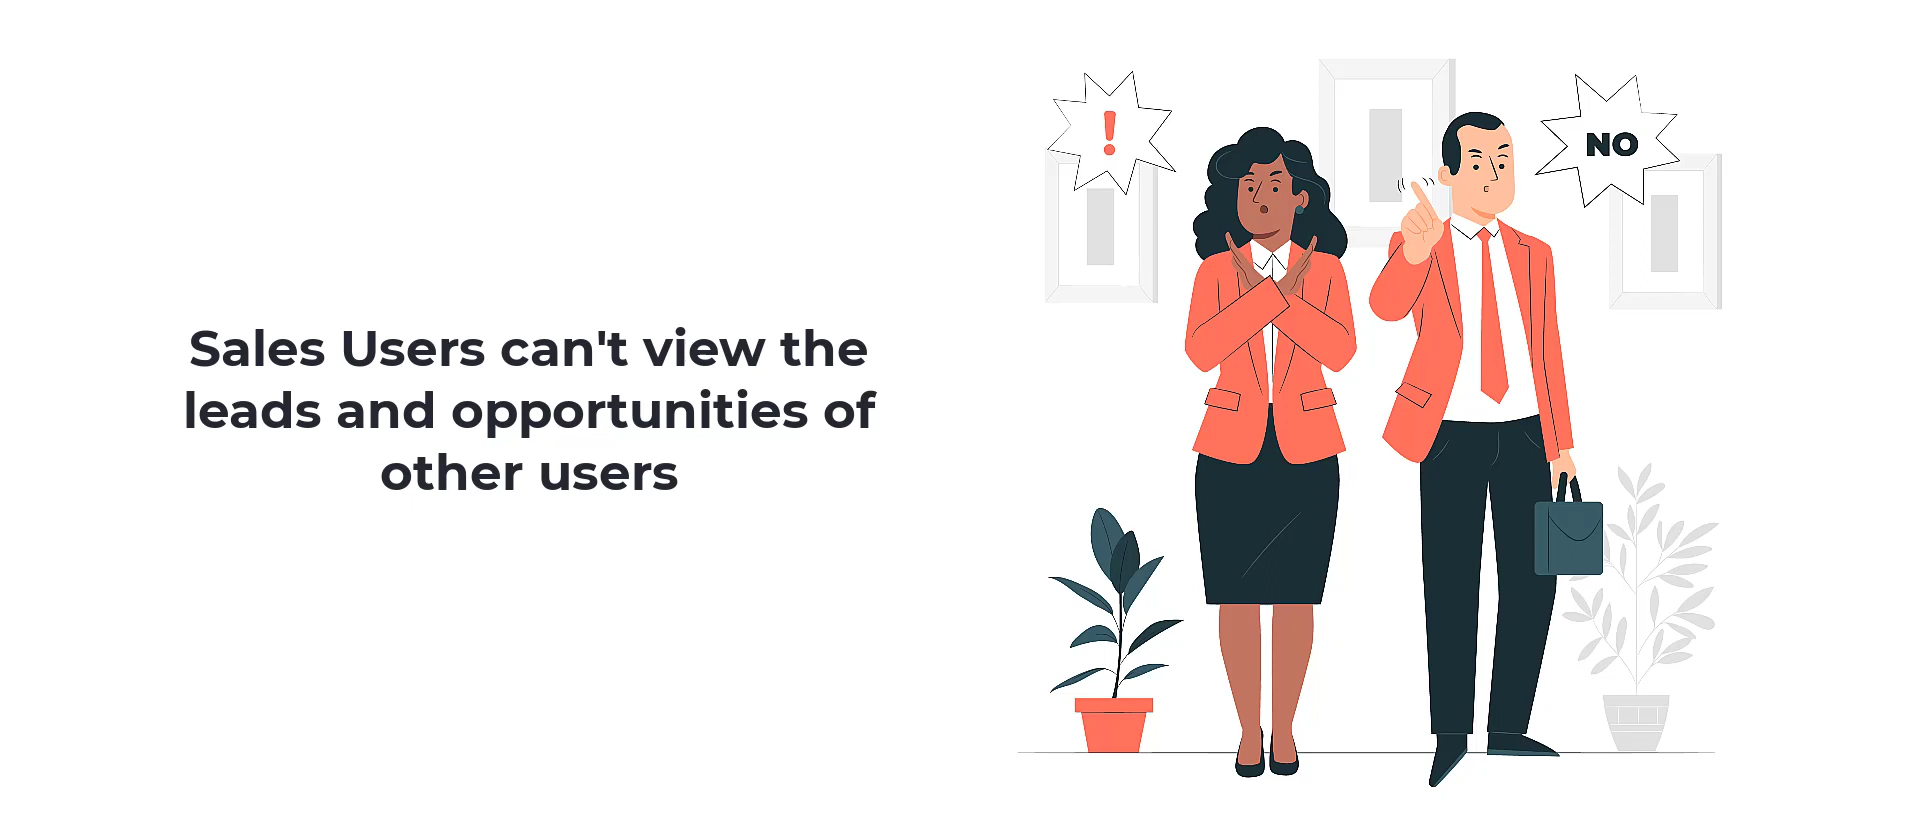 Sales Users can't view the
leads and opportunities of
other users
!
NO